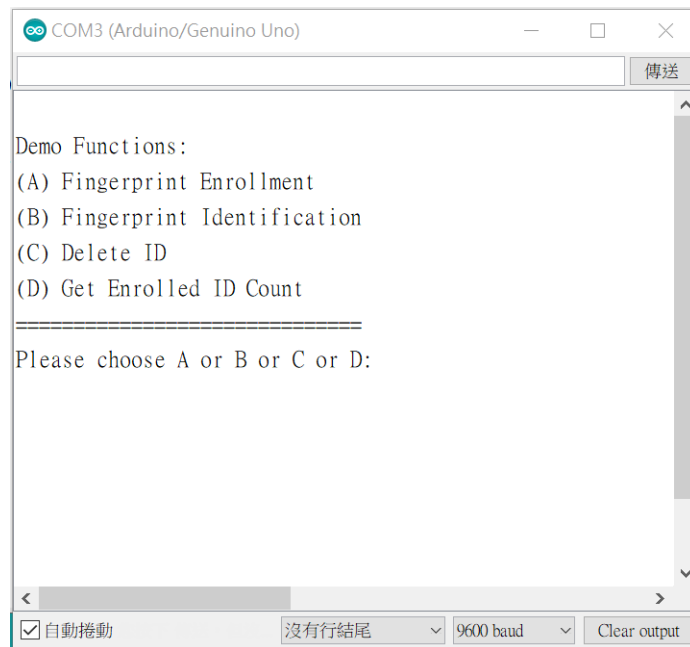 COM3 (Arduino/Genuino Uno)
傳送
Demo Functions:
(A) Fingerprint Enrollment
(B) Fingerprint Identification
(C) Delete ID
(D) Get Enrolled ID Count
==============================
Please choose A or B or C or D:
自動捲動 沒有行結尾 9600 baud Clear output